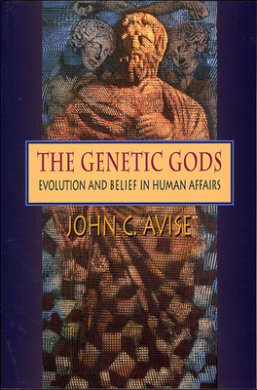 THE GENETIC GODS
EVOLUTION AND BELIEF IN HUMAN AFFAIRS
JOHN C. AVISE